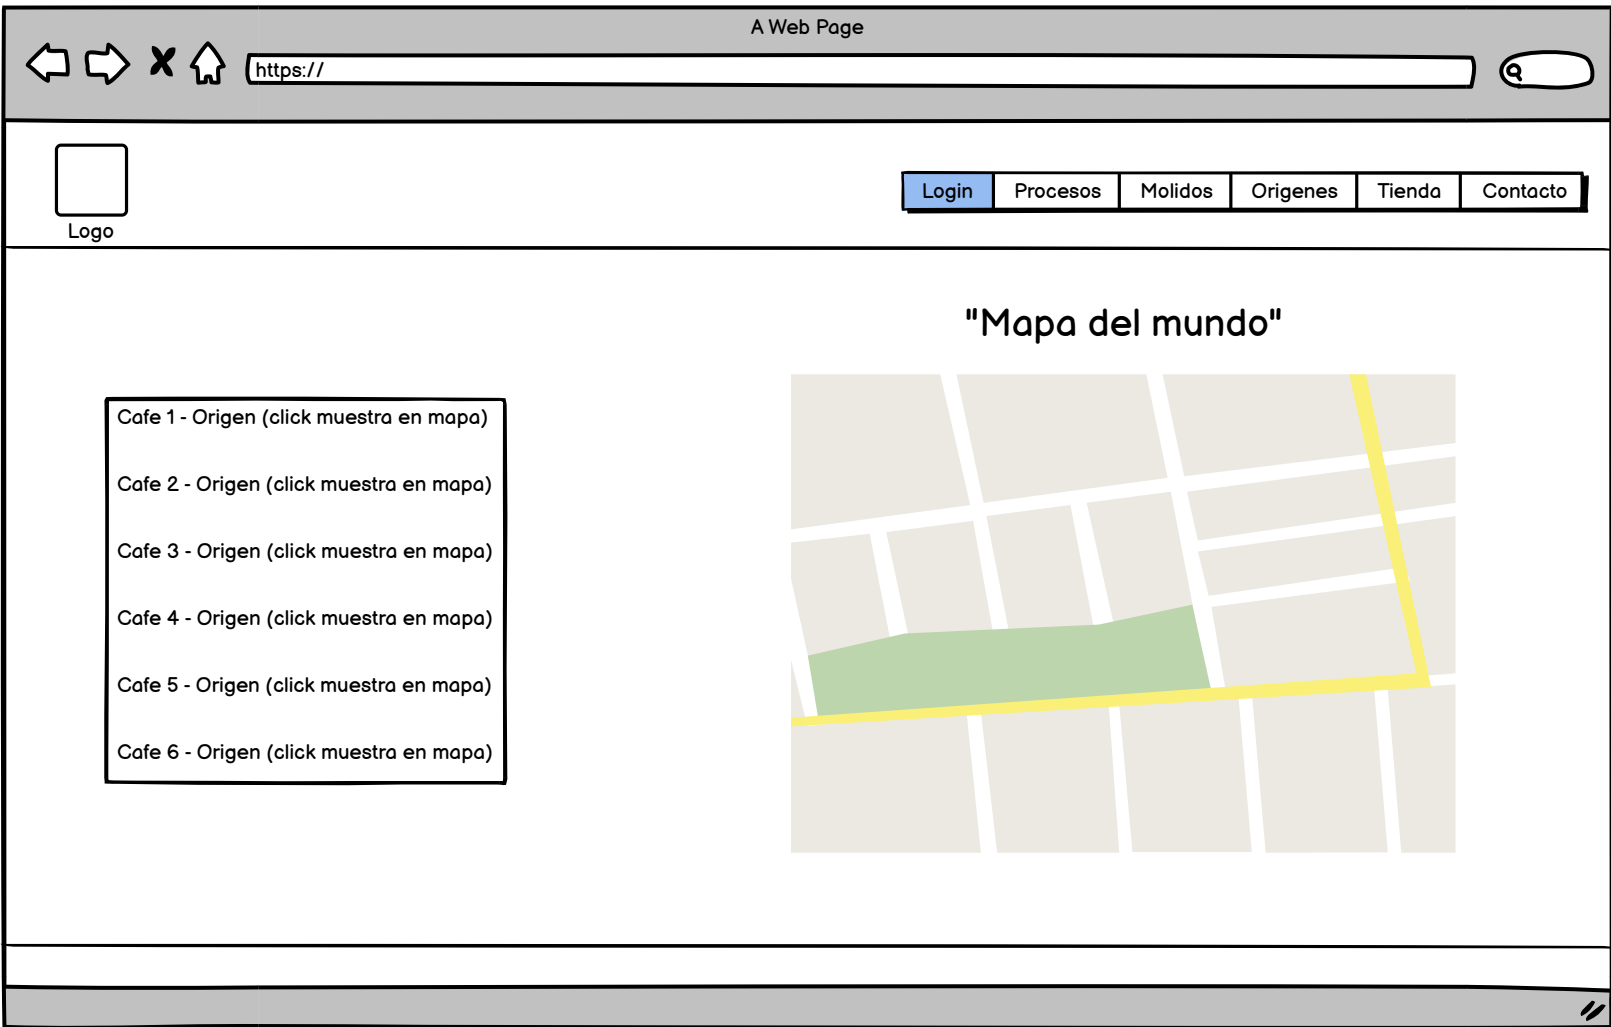 A Web Page
https://
Logo
Login Procesos Molidos Origenes Tienda Contacto
"Mapa del mundo"
Cafe 1 - Origen (click muestra en mapa)
Cafe 2 - Origen (click muestra en mapa)
Cafe 3 - Origen (click muestra en mapa)
Cafe 4 - Origen (click muestra en mapa)
Cafe 5 - Origen (click muestra en mapa)
Cafe 6 - Origen (click muestra en mapa)